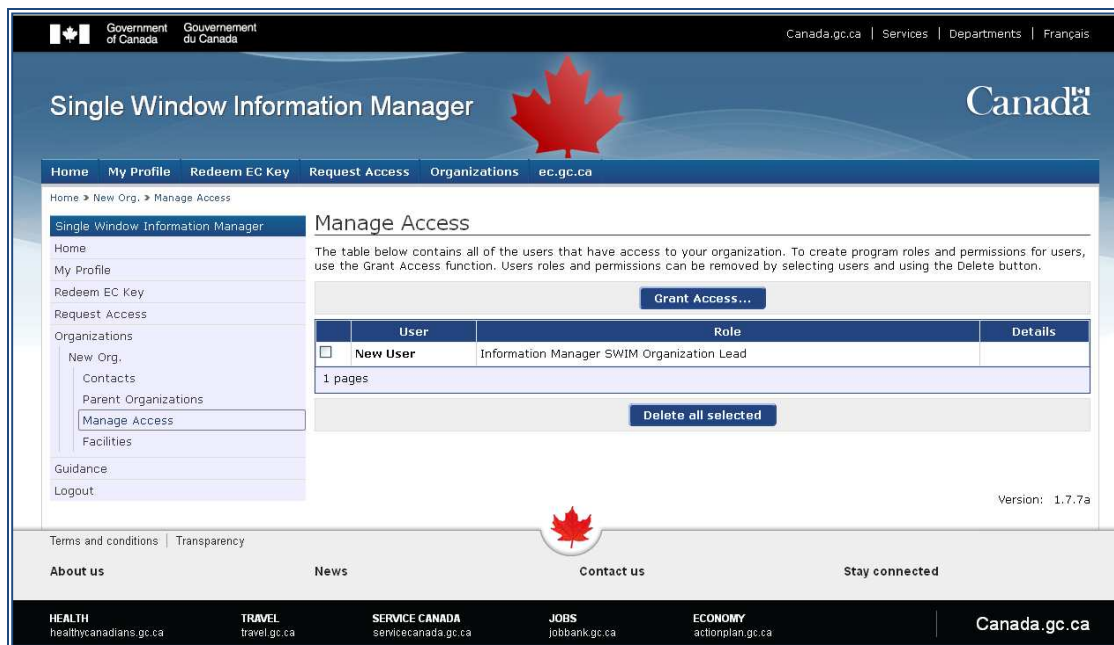 Government of Canada Gouvernement du Canada
Canada.gc.ca | Services | Departments | Français
Single Window Information Manager
Canada
Home My Profile Redeem EC Key Request Access Organizations ec.gc.ca
Home > New Org. > Manage Access
Single Window Information Manager
Home
My Profile
Redeem EC Key
Request Access
Organizations
New Org.
Contacts
Parent Organizations
Manage Access
Facilities
Guidance
Logout
Manage Access
The table below contains all of the users that have access to your organization. To create program roles and permissions for users,
use the Grant Access function. Users roles and permissions can be removed by selecting users and using the Delete button.
Grant Access...
User Role Details
New User Information Manager SWIM Organization Lead
1 pages
Delete all selected
Version: 1.7.7a
Terms and conditions | Transparency
About us News Contact us Stay connected
HEALTH TRAVEL SERVICE CANADA JOBS ECONOMY
healthycanadians.gc.ca travel.gc.ca servicecanada.gc.ca jobbank.gc.ca actionplan.gc.ca
Canada.gc.ca